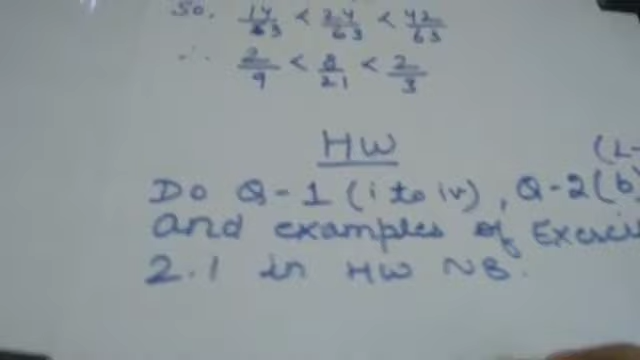 So, 14/63 < 24/63 < 42/63
∴ 2/9 < 8/21 < 2/3
HW
(L-
Do Q-1 (i to iv), Q-2(b)
and examples of Exerci
2.1 in HW NB.